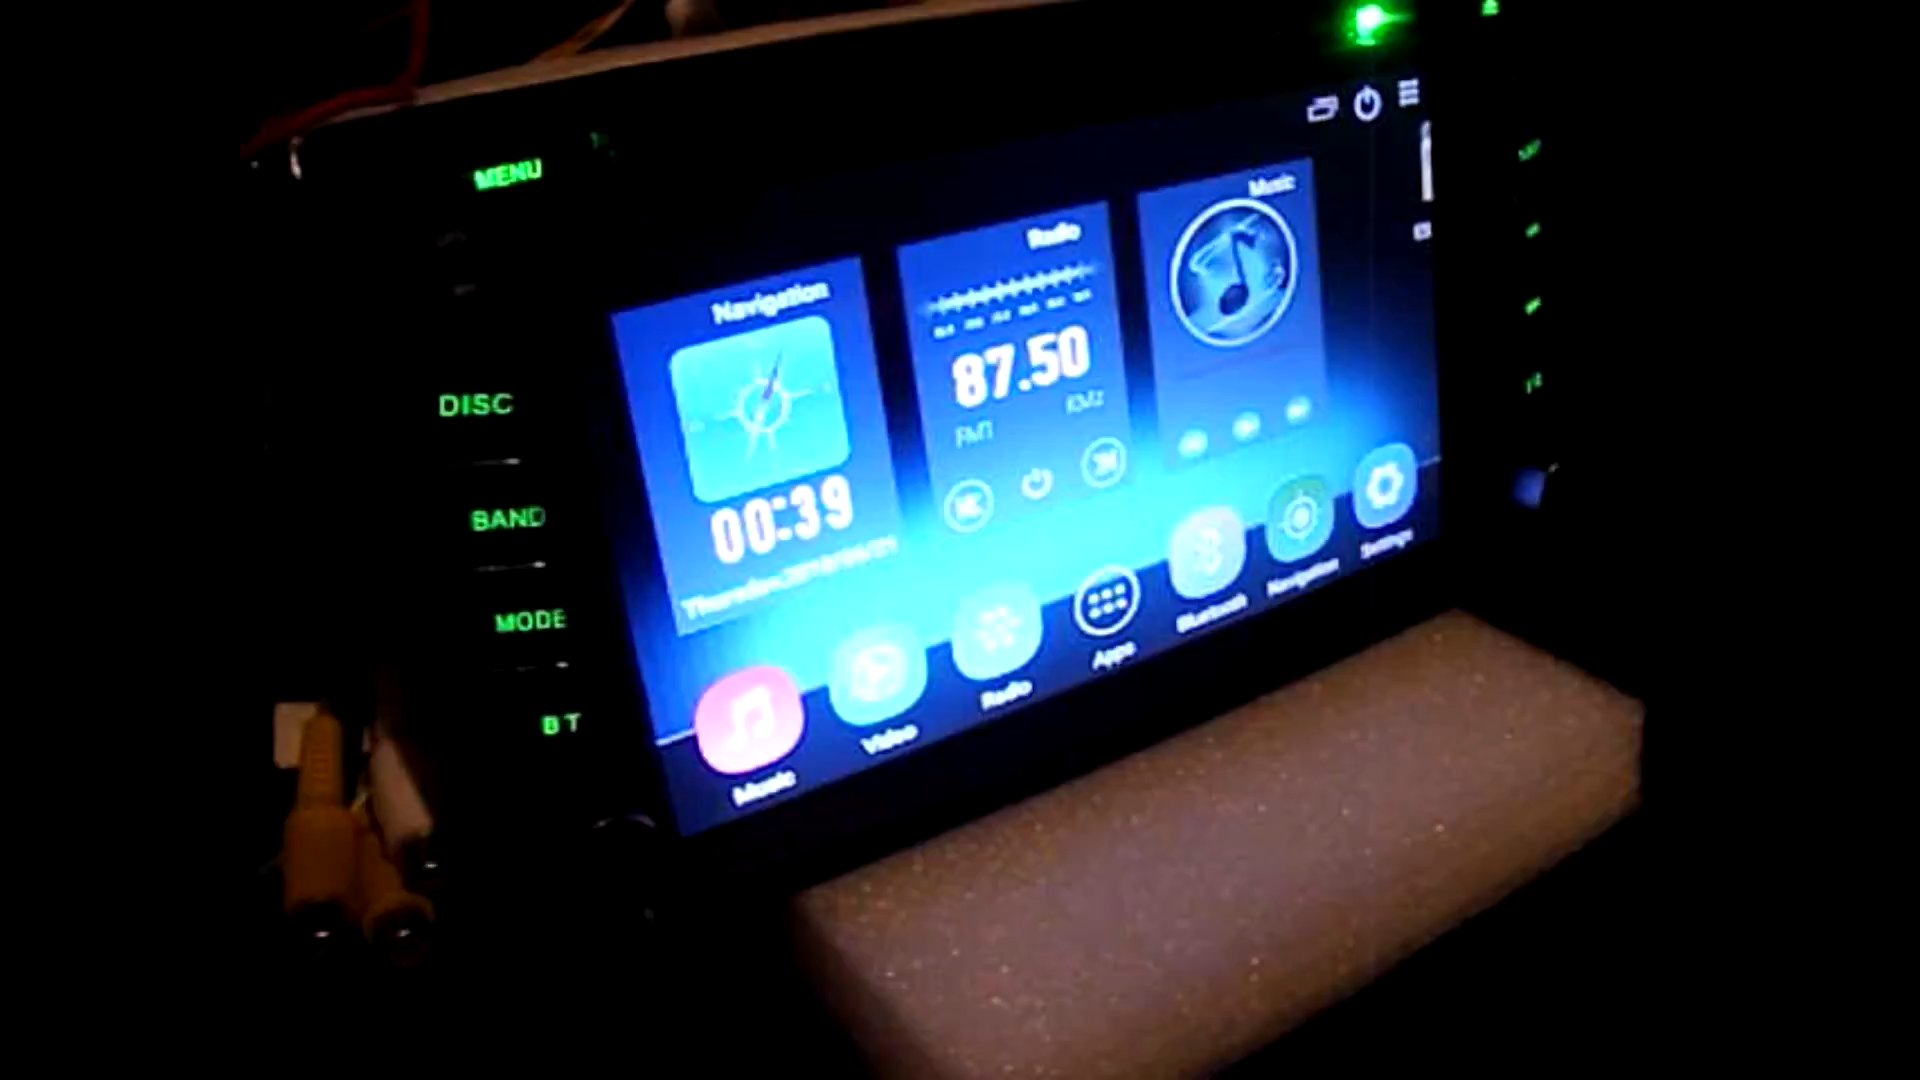 MENU
DISC
BAND
MODE
BT
Navigation
00:39
Radio
87.50
FM1
Music
Music
Video
Radio
Apps
Bluetooth
Navigation
Settings